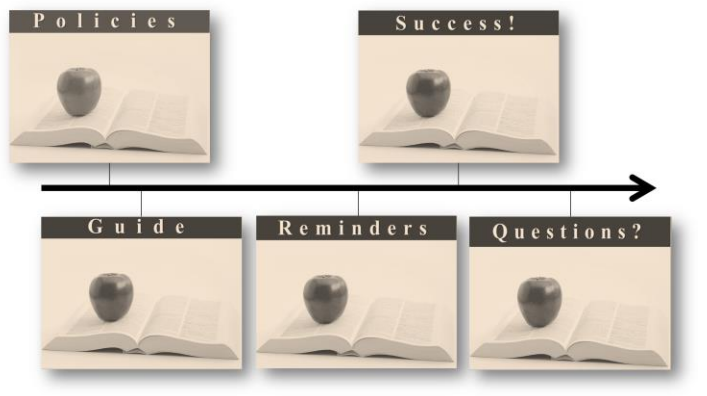 Policies
Success!
Guide
Reminders
Questions?